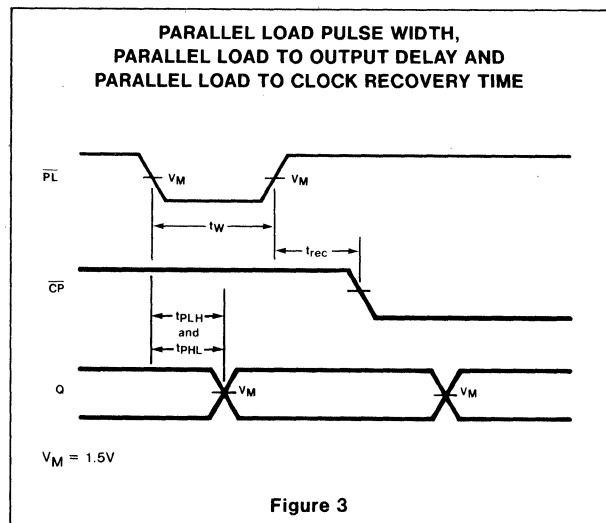 PARALLEL LOAD PULSE WIDTH,
PARALLEL LOAD TO OUTPUT DELAY AND
PARALLEL LOAD TO CLOCK RECOVERY TIME
PL
VM
VM
tW
trec
CP
tPLH
and
tPHL
Q
VM
VM
VM = 1.5V
Figure 3